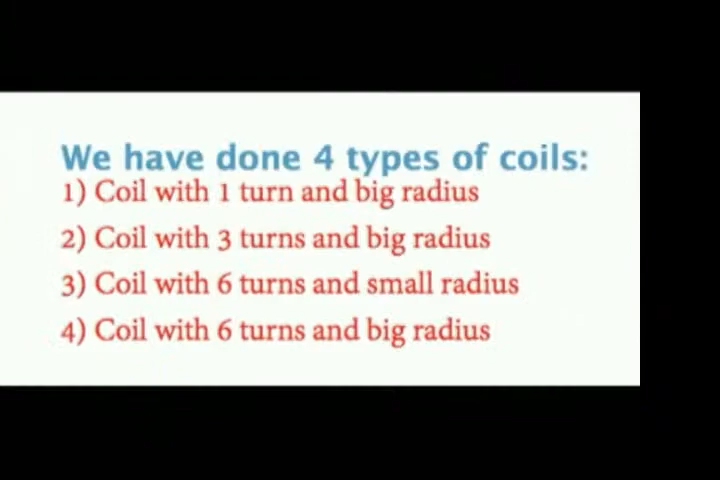 We have done 4 types of coils:
1) Coil with 1 turn and big radius
2) Coil with 3 turns and big radius
3) Coil with 6 turns and small radius
4) Coil with 6 turns and big radius